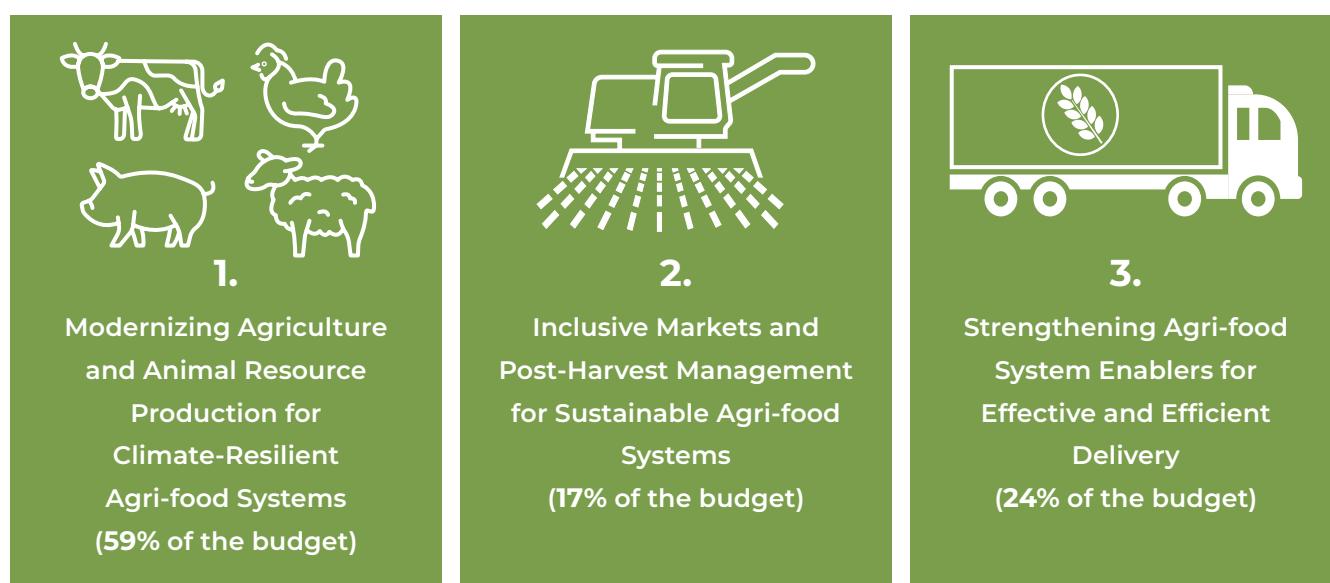 1.
Modernizing Agriculture
and Animal Resource
Production for
Climate-Resilient
Agri-food Systems
(59% of the budget)
2.
Inclusive Markets and
Post-Harvest Management
for Sustainable Agri-food
Systems
(17% of the budget)
3.
Strengthening Agri-food
System Enablers for
Effective and Efficient
Delivery
(24% of the budget)